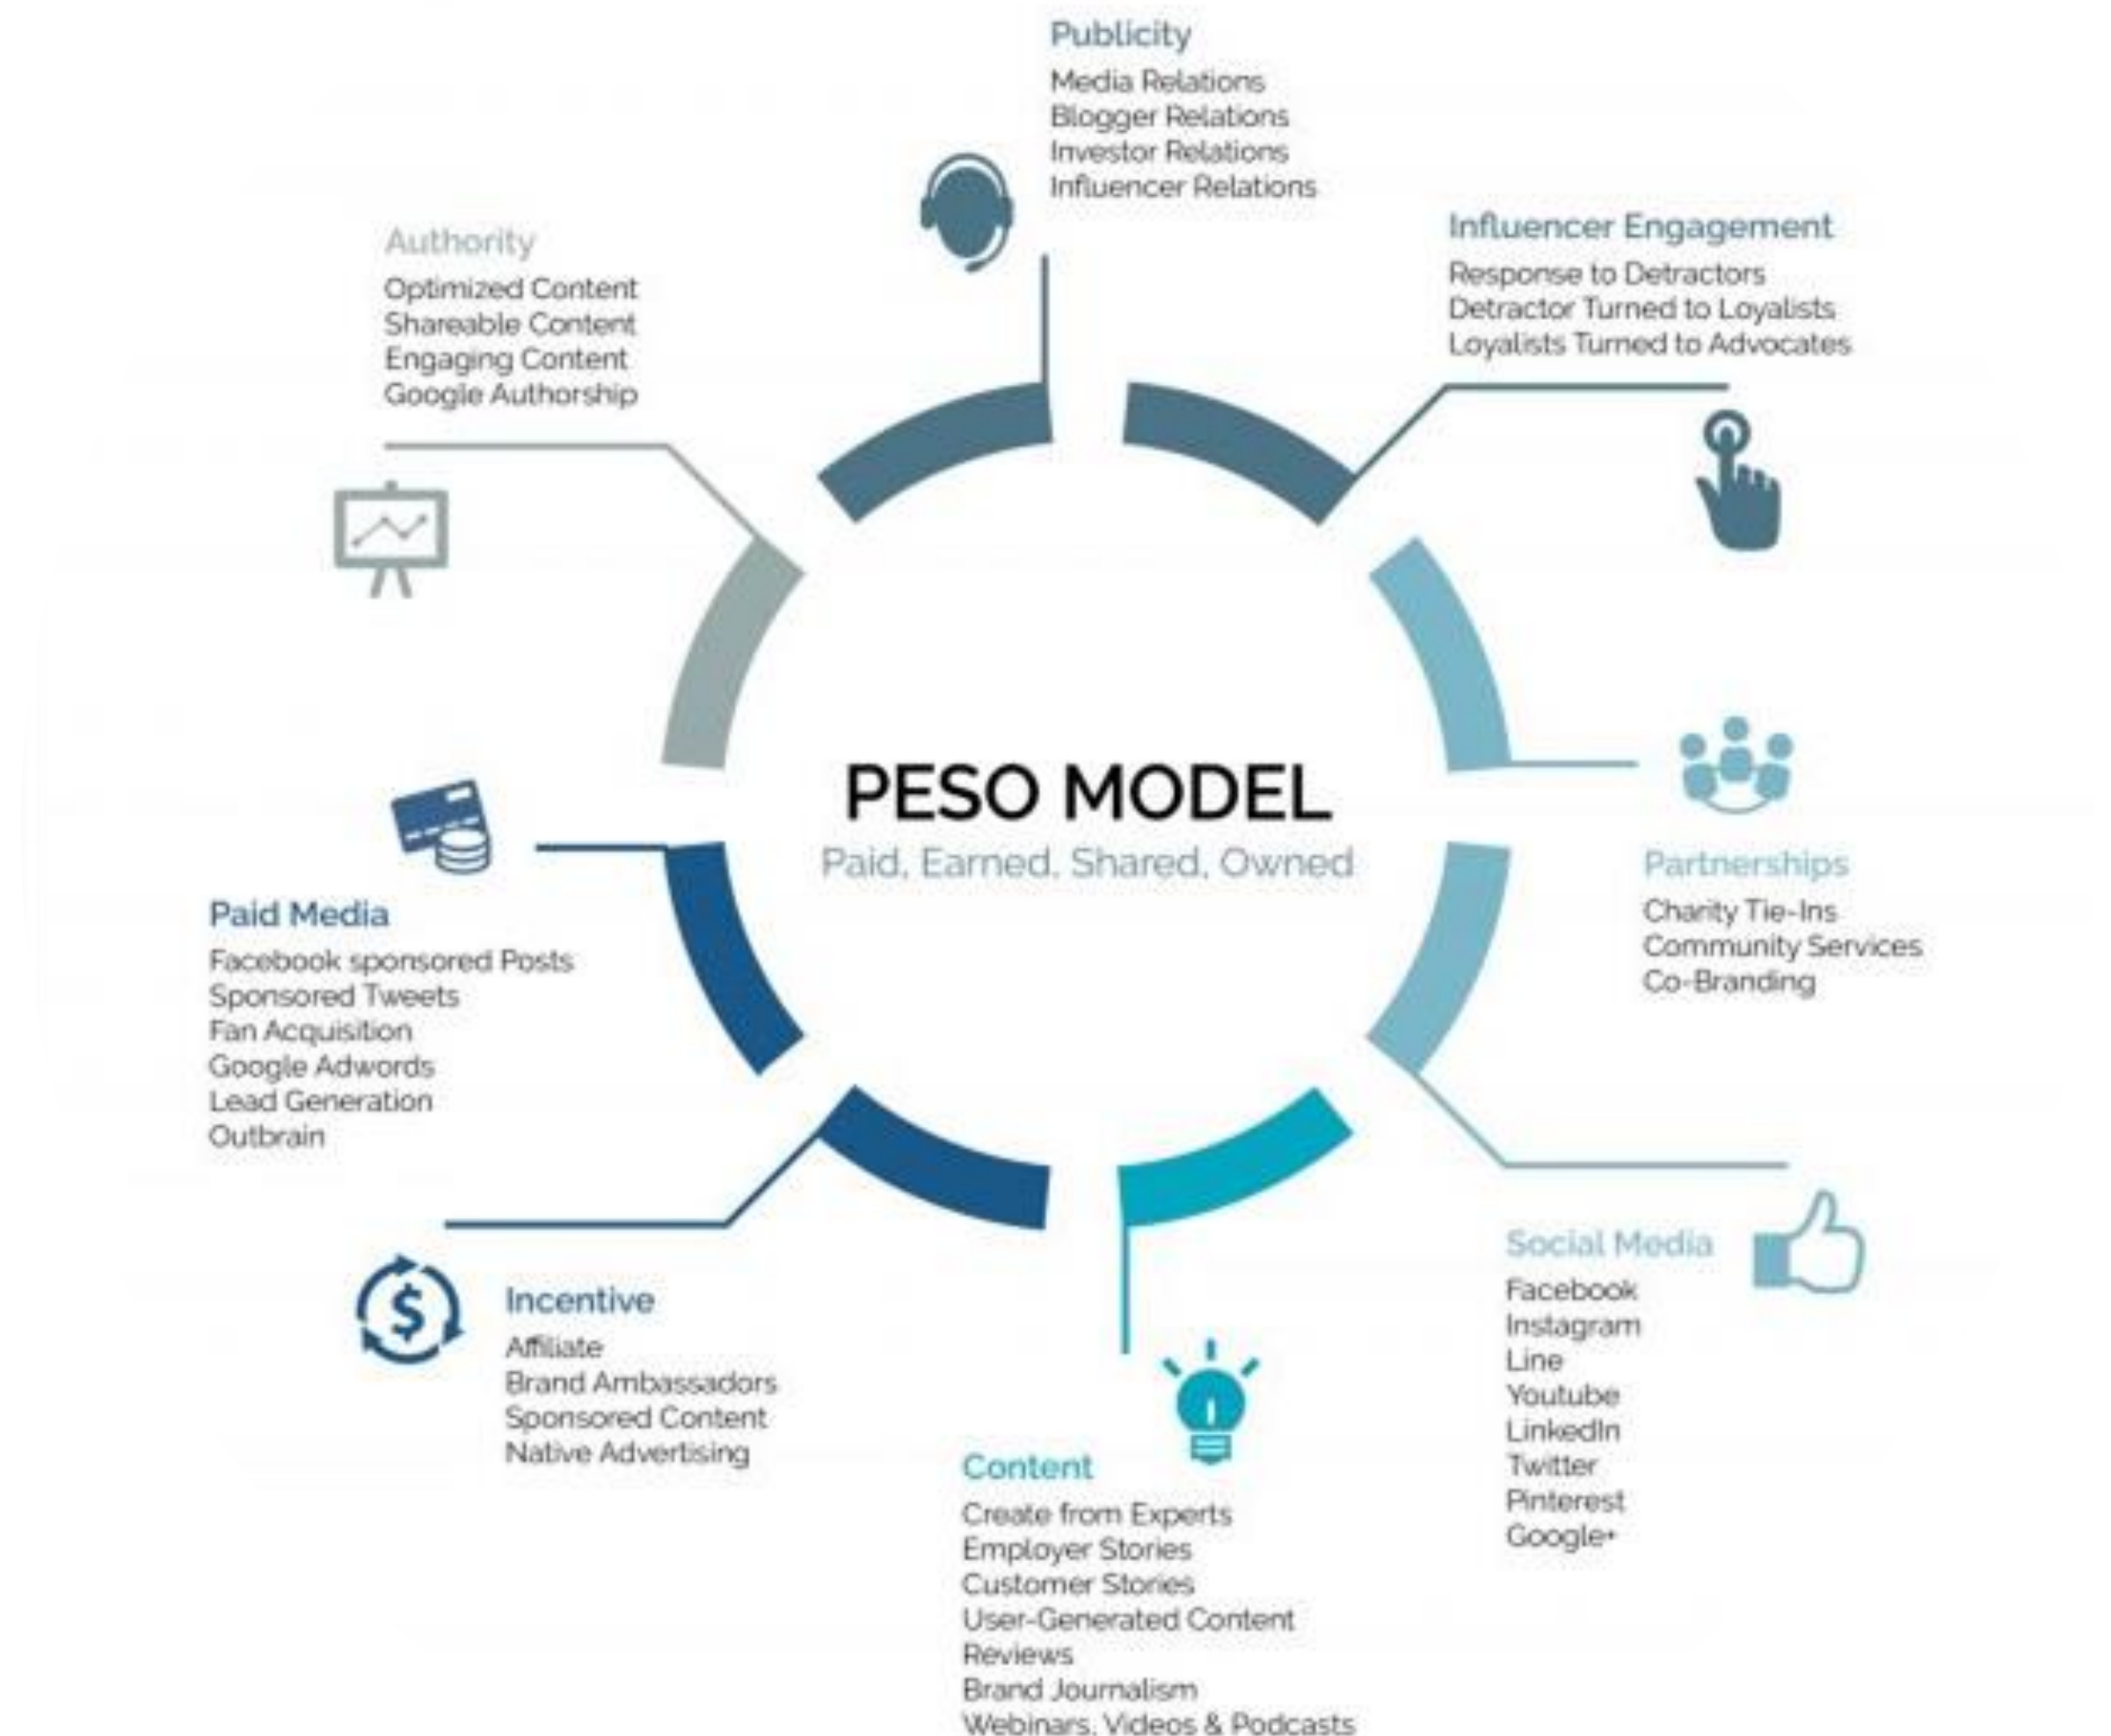 Publicity
Media Relations
Blogger Relations
Investor Relations
Influencer Relations
Influencer Engagement
Response to Detractors
Detractor Turned to Loyalists
Loyalists Turned to Advocates
Authority
Optimized Content
Shareable Content
Engaging Content
Google Authorship
PESO MODEL
Paid, Earned, Shared, Owned
Partnerships
Charity Tie-Ins
Community Services
Co-Branding
Paid Media
Facebook sponsored Posts
Sponsored Tweets
Fan Acquisition
Google Adwords
Lead Generation
Outbrain
Social Media
Facebook
Instagram
Line
Youtube
LinkedIn
Twitter
Pinterest
Google+
$
Incentive
Affiliate
Brand Ambassadors
Sponsored Content
Native Advertising
Content
Create from Experts
Employer Stories
Customer Stories
User-Generated Content
Reviews
Brand Journalism
Webinars, Videos & Podcasts